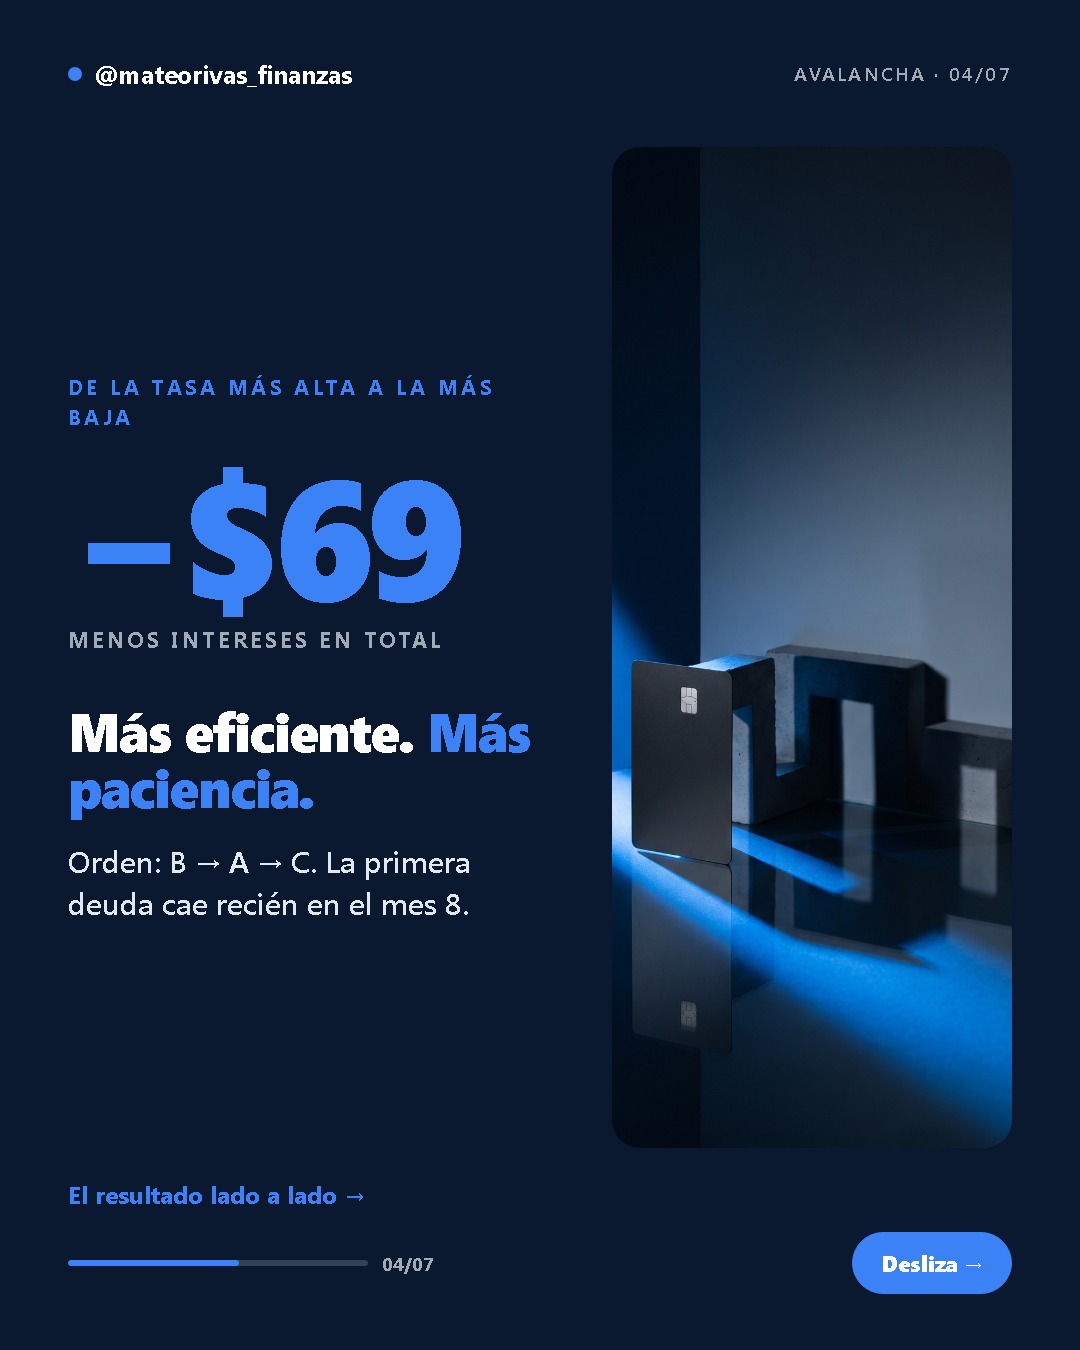 @mateorivas_finanzas
AVALANCHA · 04/07
DE LA TASA MÁS ALTA A LA MÁS
BAJA
–$69
MENOS INTERESES EN TOTAL
Más eficiente. Más
paciencia.
Orden: B → A → C. La primera
deuda cae recién en el mes 8.
El resultado lado a lado →
04/07
Desliza →